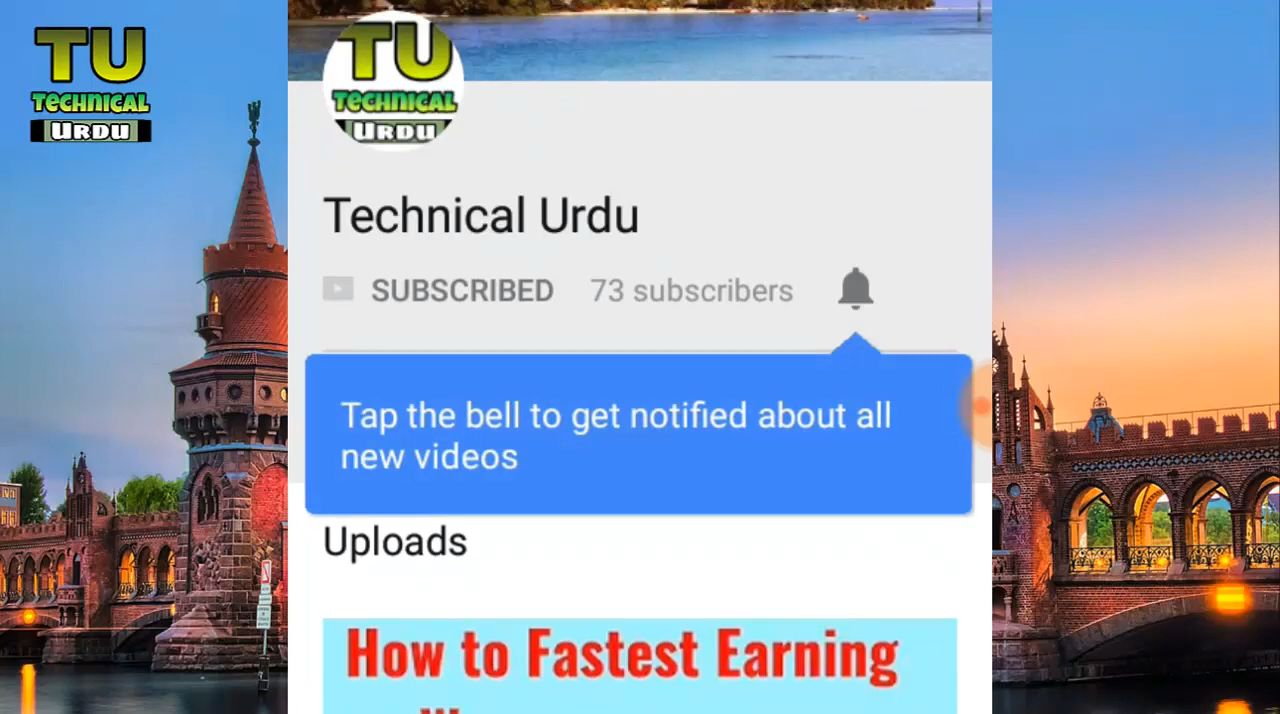 TU
TECHNICAL
URDU
TU
TECHNICAL
URDU
Technical Urdu
SUBSCRIBED 73 subscribers
Tap the bell to get notified about all
new videos
Uploads
How to Fastest Earning